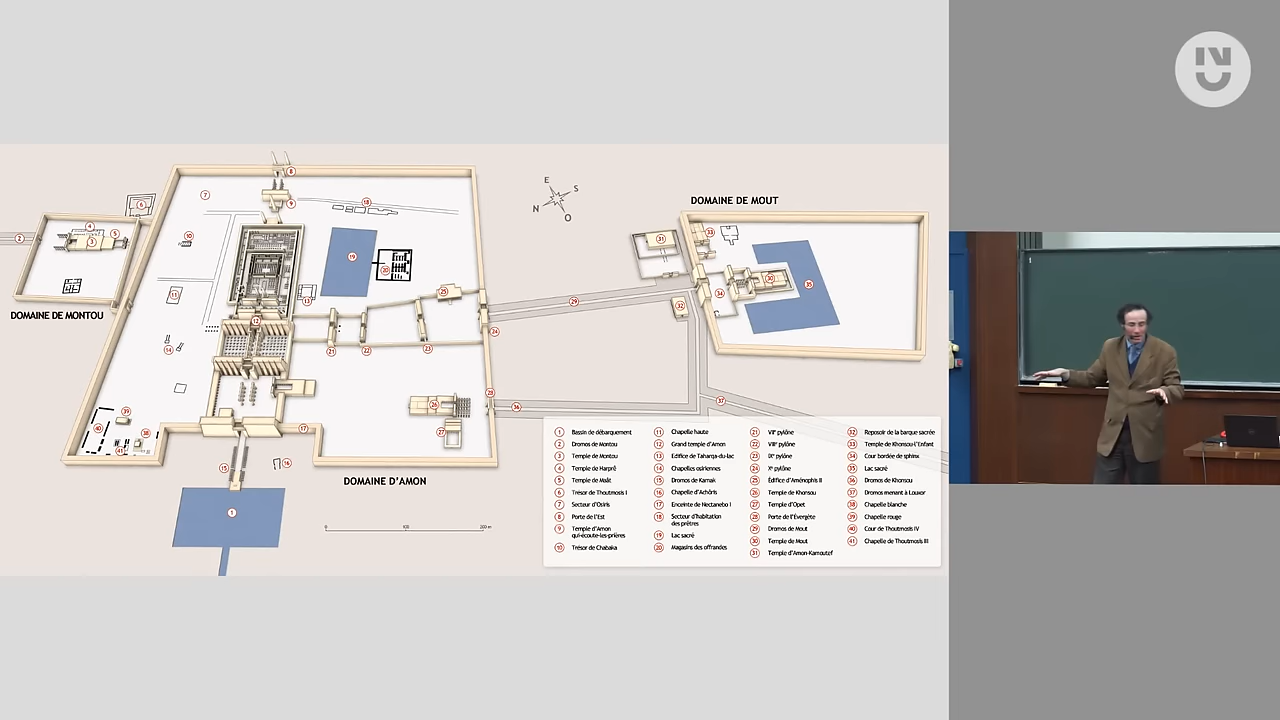 E
S
N
O
DOMAINE DE MOUT
DOMAINE DE MONTOU
DOMAINE D'AMON
0 100 200 m
1 Bassin de débarquement
2 Dromos de Montou
3 Temple de Montou
4 Temple de Harprê
5 Temple de Maât
6 Trésor de Thoutmosis I
7 Secteur d'Osiris
8 Porte de l'Est
9 Temple d'Amon
qui-écoute-les-prières
10 Trésor de Chabaka
11 Chapelle haute
12 Grand temple d'Amon
13 Edifice de Taharqa-du-lac
14 Chapelles osiriennes
15 Dromos de Karnak
16 Chapelle d'Achôris
17 Enceinte de Nectanebo I
18 Secteur d'habitation
des prêtres
19 Lac sacré
20 Magasins des offrandes
21 VIIe pylône
22 VIIIe pylône
23 IXe pylône
24 Xe pylône
25 Édifice d'Aménophis II
26 Temple de Khonsou
27 Temple d'Opet
28 Porte de l'Évergète
29 Dromos de Mout
30 Temple de Mout
31 Temple d'Amon-Kamoutef
32 Reposoir de la barque sacrée
33 Temple de Khonsou-l'Enfant
34 Cour bordée de sphinx
35 Lac sacré
36 Dromos de Khonsou
37 Dromos menant à Louxor
38 Chapelle blanche
39 Chapelle rouge
40 Cour de Thoutmosis IV
41 Chapelle de Thoutmosis III